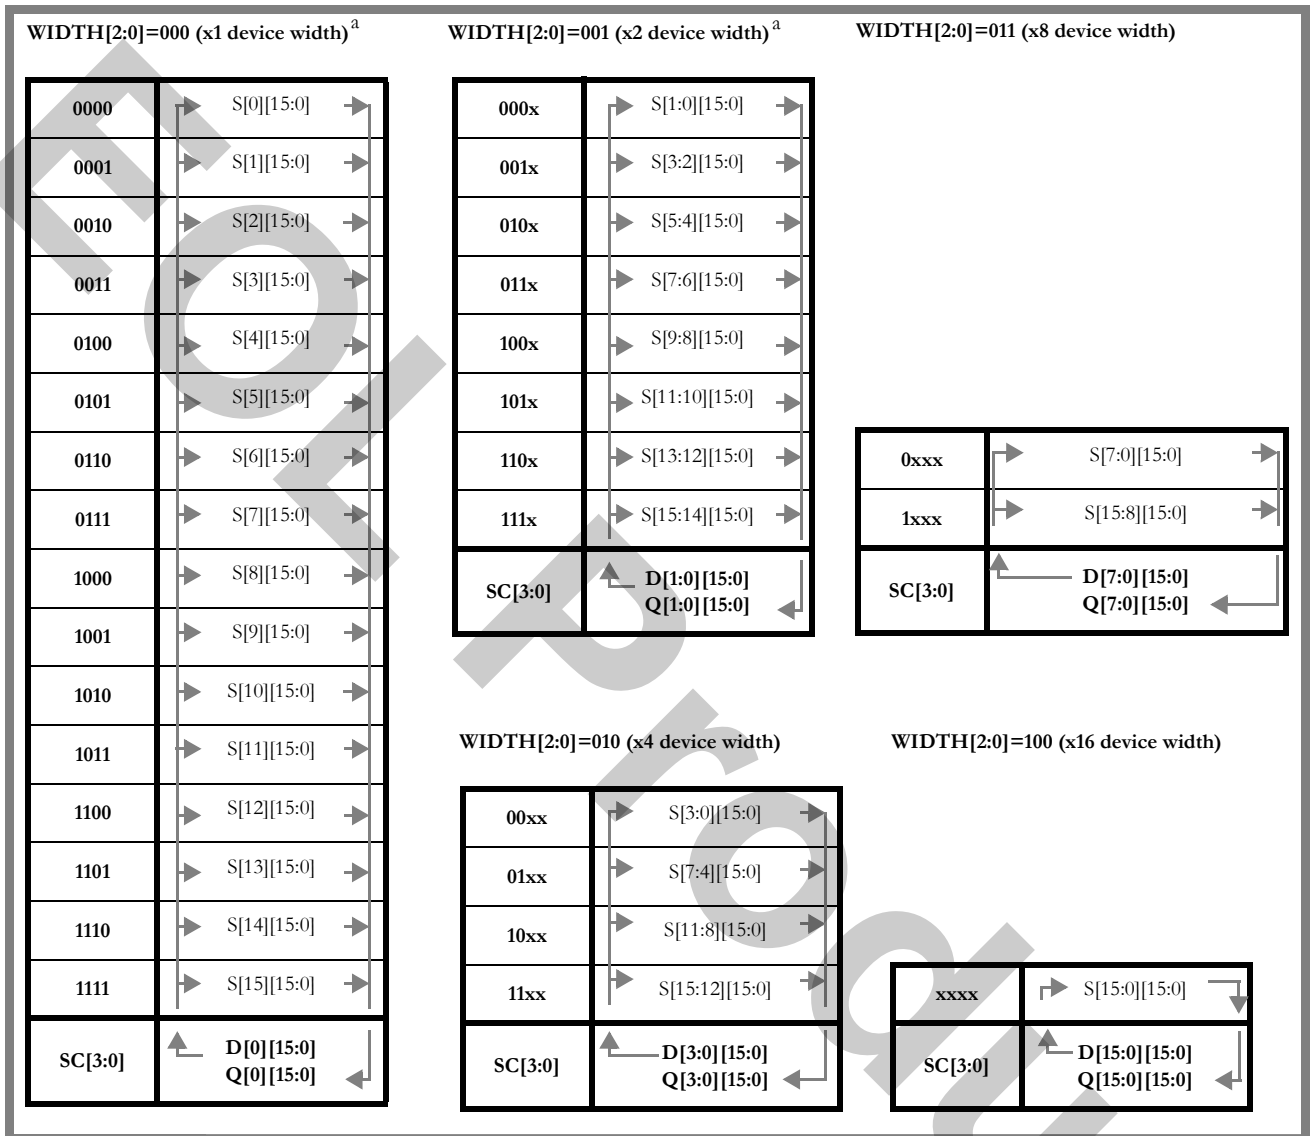 WIDTH[2:0]=000 (x1 device width)a
0000 S[0][15:0]
0001 S[1][15:0]
0010 S[2][15:0]
0011 S[3][15:0]
0100 S[4][15:0]
0101 S[5][15:0]
0110 S[6][15:0]
0111 S[7][15:0]
1000 S[8][15:0]
1001 S[9][15:0]
1010 S[10][15:0]
1011 S[11][15:0]
1100 S[12][15:0]
1101 S[13][15:0]
1110 S[14][15:0]
1111 S[15][15:0]
SC[3:0] D[0][15:0]
Q[0][15:0]
WIDTH[2:0]=001 (x2 device width)a
000x S[1:0][15:0]
001x S[3:2][15:0]
010x S[5:4][15:0]
011x S[7:6][15:0]
100x S[9:8][15:0]
101x S[11:10][15:0]
110x S[13:12][15:0]
111x S[15:14][15:0]
SC[3:0] D[1:0][15:0]
Q[1:0][15:0]
WIDTH[2:0]=011 (x8 device width)
0xxx S[7:0][15:0]
1xxx S[15:8][15:0]
SC[3:0] D[7:0][15:0]
Q[7:0][15:0]
WIDTH[2:0]=010 (x4 device width)
00xx S[3:0][15:0]
01xx S[7:4][15:0]
10xx S[11:8][15:0]
11xx S[15:12][15:0]
SC[3:0] D[3:0][15:0]
Q[3:0][15:0]
WIDTH[2:0]=100 (x16 device width)
xxxx S[15:0][15:0]
SC[3:0] D[15:0][15:0]
Q[15:0][15:0]
EOL Produ